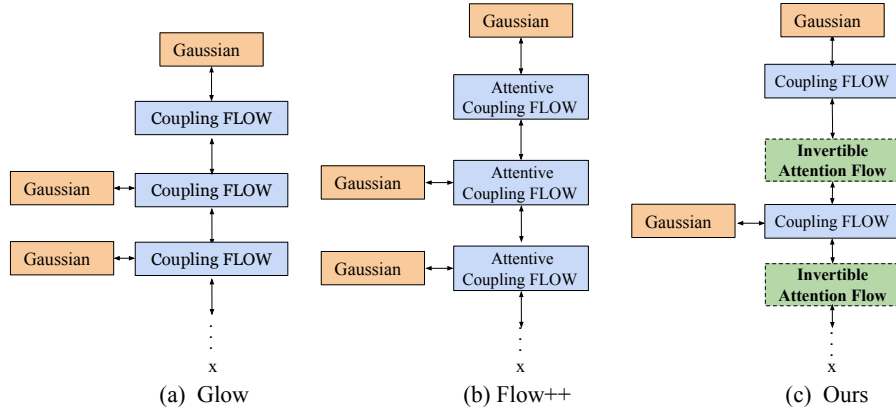 Gaussian
Coupling FLOW
Gaussian
Coupling FLOW
Gaussian
Coupling FLOW
.
.
.
x
(a) Glow
Gaussian
Attentive
Coupling FLOW
Gaussian
Attentive
Coupling FLOW
Gaussian
Attentive
Coupling FLOW
.
.
.
x
(b) Flow++
Gaussian
Coupling FLOW
Invertible
Attention Flow
Gaussian
Coupling FLOW
Invertible
Attention Flow
.
.
.
x
(c) Ours